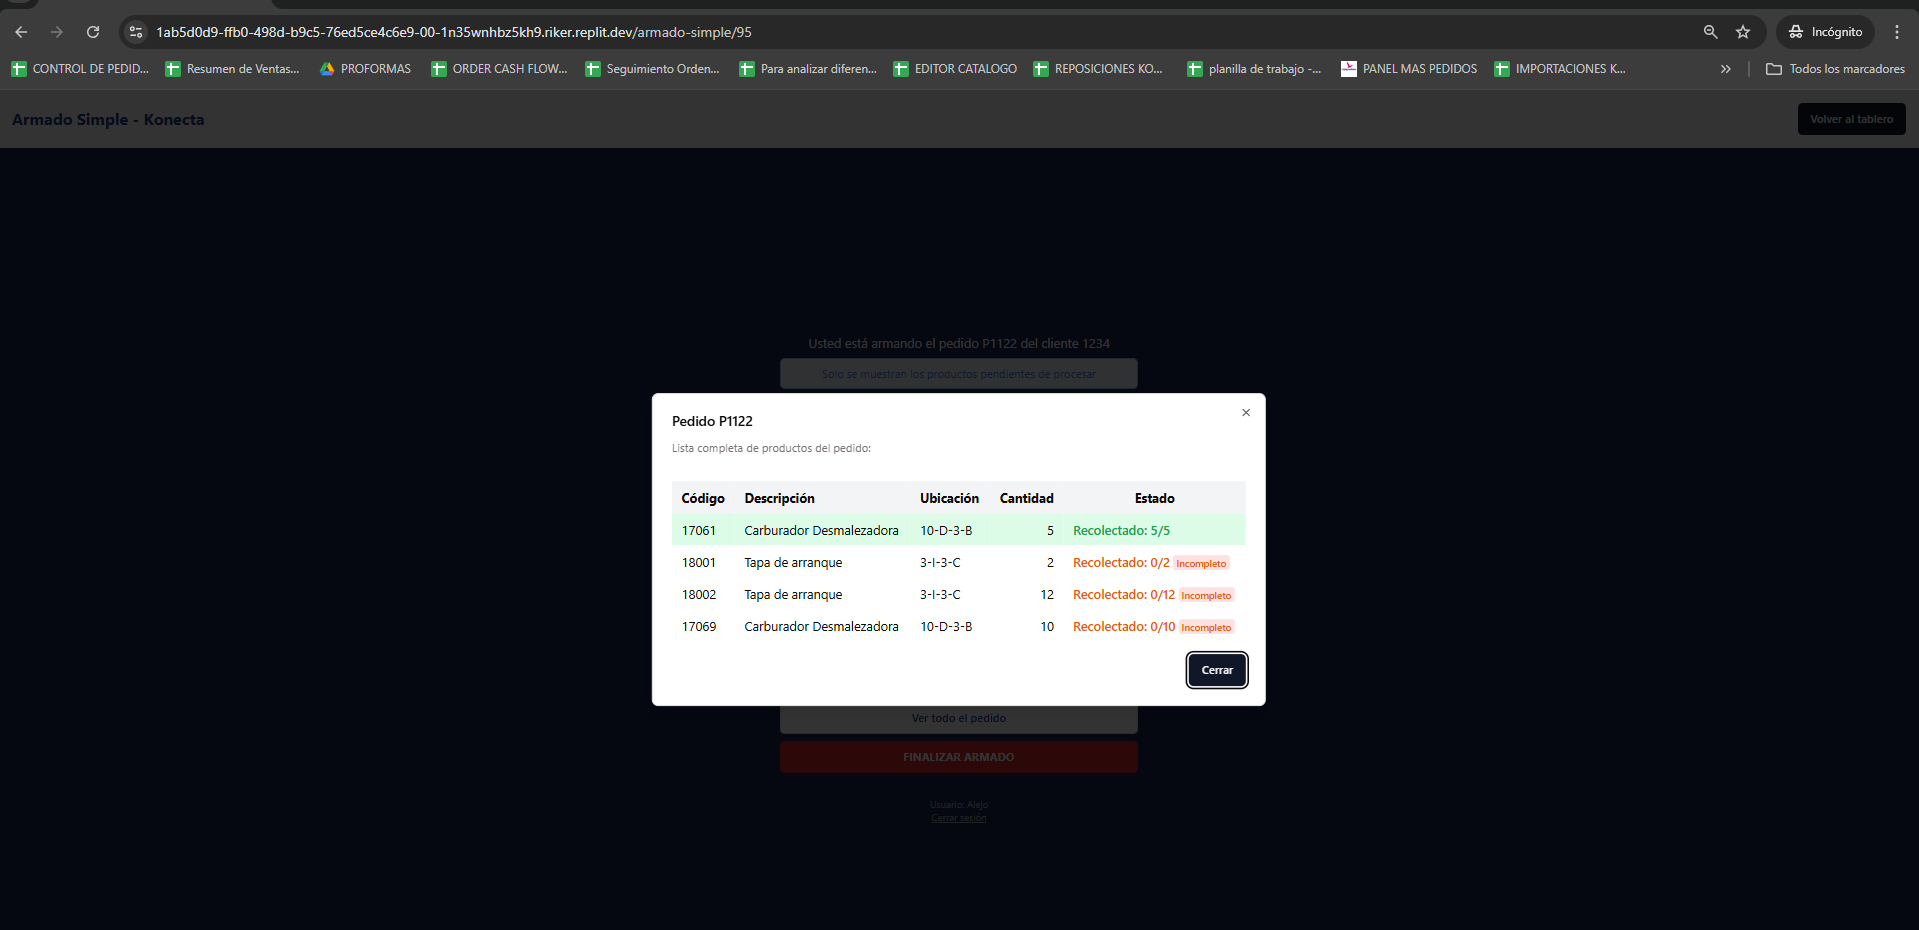 1ab5d0d9-ffb0-498d-b9c5-76ed5ce4c6e9-00-1n35wnhbz5kh9.riker.replit.dev/armado-simple/95
Incógnito
CONTROL DE PEDID...
Resumen de Ventas...
PROFORMAS
ORDER CASH FLOW...
Seguimiento Orden...
Para analizar diferen...
EDITOR CATALOGO
REPOSICIONES KO...
planilla de trabajo -...
PANEL MAS PEDIDOS
IMPORTACIONES K...
Todos los marcadores
Armado Simple - Konecta
Volver al tablero
Usted está armando el pedido P1122 del cliente 1234
Solo se muestran los productos pendientes de procesar
Pedido P1122
Lista completa de productos del pedido:
Código Descripción Ubicación Cantidad Estado
17061 Carburador Desmalezadora 10-D-3-B 5 Recolectado: 5/5
18001 Tapa de arranque 3-I-3-C 2 Recolectado: 0/2 Incompleto
18002 Tapa de arranque 3-I-3-C 12 Recolectado: 0/12 Incompleto
17069 Carburador Desmalezadora 10-D-3-B 10 Recolectado: 0/10 Incompleto
Cerrar
Ver todo el pedido
FINALIZAR ARMADO
Usuario: Alejo
Cerrar sesión